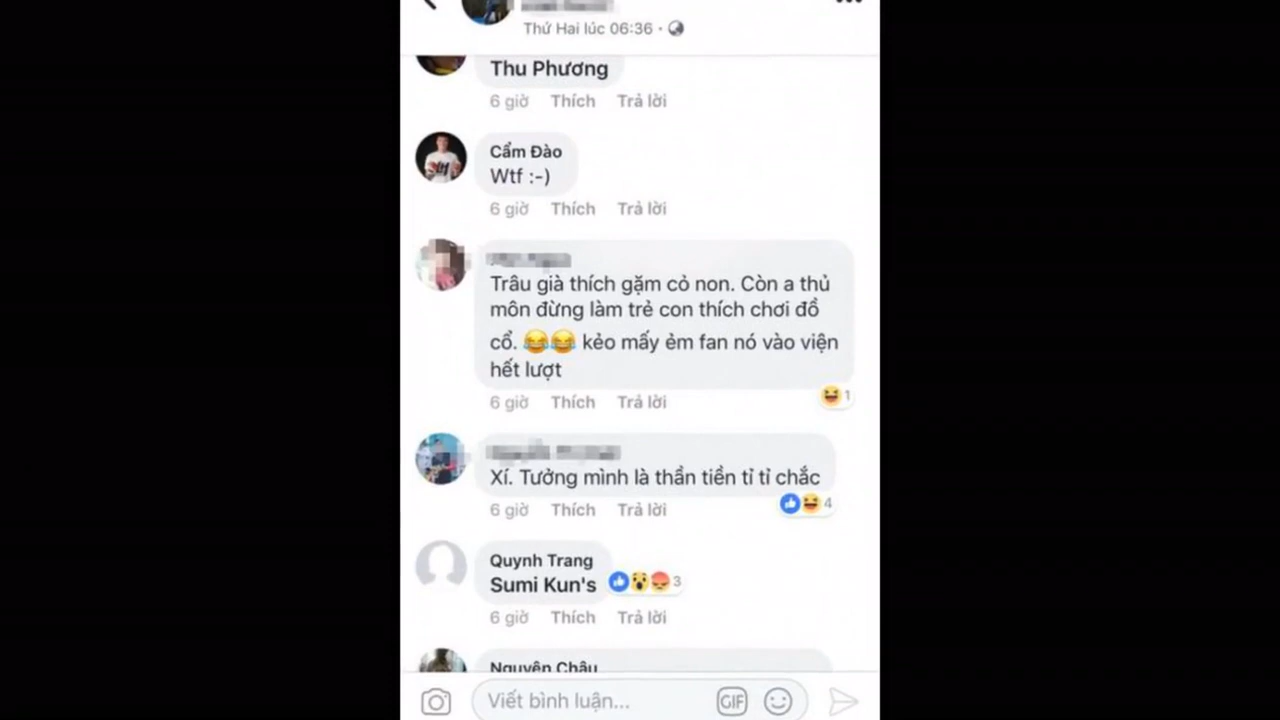 Thứ Hai lúc 06:36
Thu Phương
6 giờ Thích Trả lời
Cẩm Đào
Wtf :-)
6 giờ Thích Trả lời
Trâu già thích gặm cỏ non. Còn a thủ
môn đừng làm trẻ con thích chơi đồ
cổ. 😂😂 kẻo mấy ẻm fan nó vào viện
hết lượt
6 giờ Thích Trả lời 1
Xí. Tưởng mình là thần tiền tỉ tỉ chắc
6 giờ Thích Trả lời 4
Quynh Trang
Sumi Kun's 3
6 giờ Thích Trả lời
Nguyên Châu
Viết bình luận... GIF